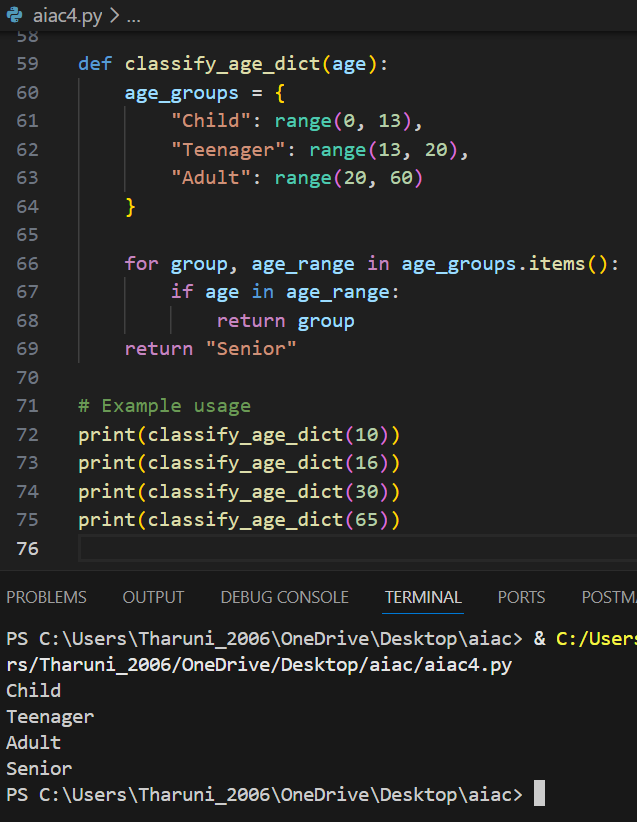 aiac4.py > ...
58
59 def classify_age_dict(age):
60     age_groups = {
61         "Child": range(0, 13),
62         "Teenager": range(13, 20),
63         "Adult": range(20, 60)
64     }
65
66     for group, age_range in age_groups.items():
67         if age in age_range:
68             return group
69     return "Senior"
70
71 # Example usage
72 print(classify_age_dict(10))
73 print(classify_age_dict(16))
74 print(classify_age_dict(30))
75 print(classify_age_dict(65))
76
PROBLEMS OUTPUT DEBUG CONSOLE TERMINAL PORTS POSTMA
PS C:\Users\Tharuni_2006\OneDrive\Desktop\aiac> & C:/Users
rs/Tharuni_2006/OneDrive/Desktop/aiac/aiac4.py
Child
Teenager
Adult
Senior
PS C:\Users\Tharuni_2006\OneDrive\Desktop\aiac>